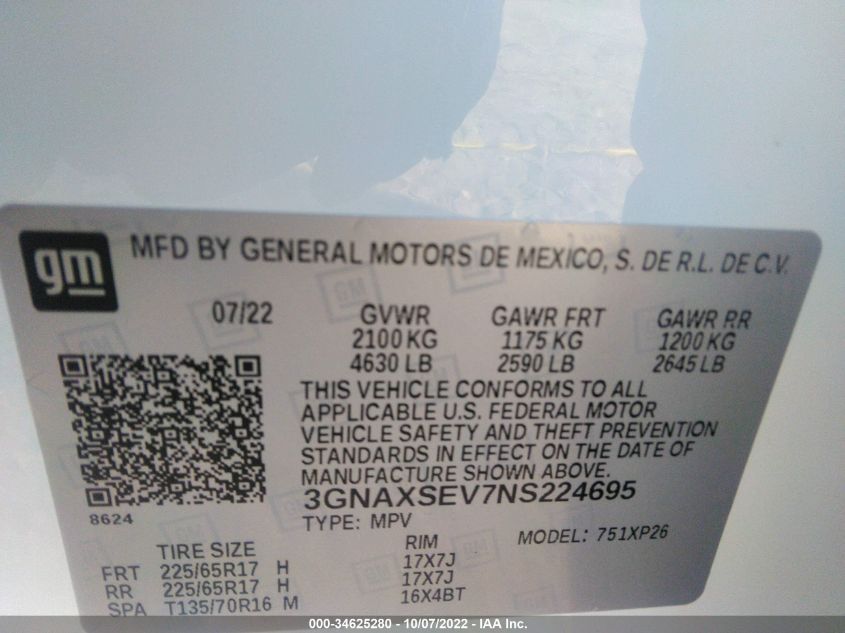 gm
MFD BY GENERAL MOTORS DE MEXICO, S. DE R.L. DE C.V.
07/22 GVWR GAWR FRT GAWR RR
2100 KG 1175 KG 1200 KG
4630 LB 2590 LB 2645 LB
THIS VEHICLE CONFORMS TO ALL
APPLICABLE U.S. FEDERAL MOTOR
VEHICLE SAFETY AND THEFT PREVENTION
STANDARDS IN EFFECT ON THE DATE OF
MANUFACTURE SHOWN ABOVE.
3GNAXSEV7NS224695
8624
TYPE: MPV MODEL: 751XP26
TIRE SIZE RIM
FRT 225/65R17 H 17X7J
RR 225/65R17 H 17X7J
SPA T135/70R16 M 16X4BT
000-34625280 - 10/07/2022 - IAA Inc.